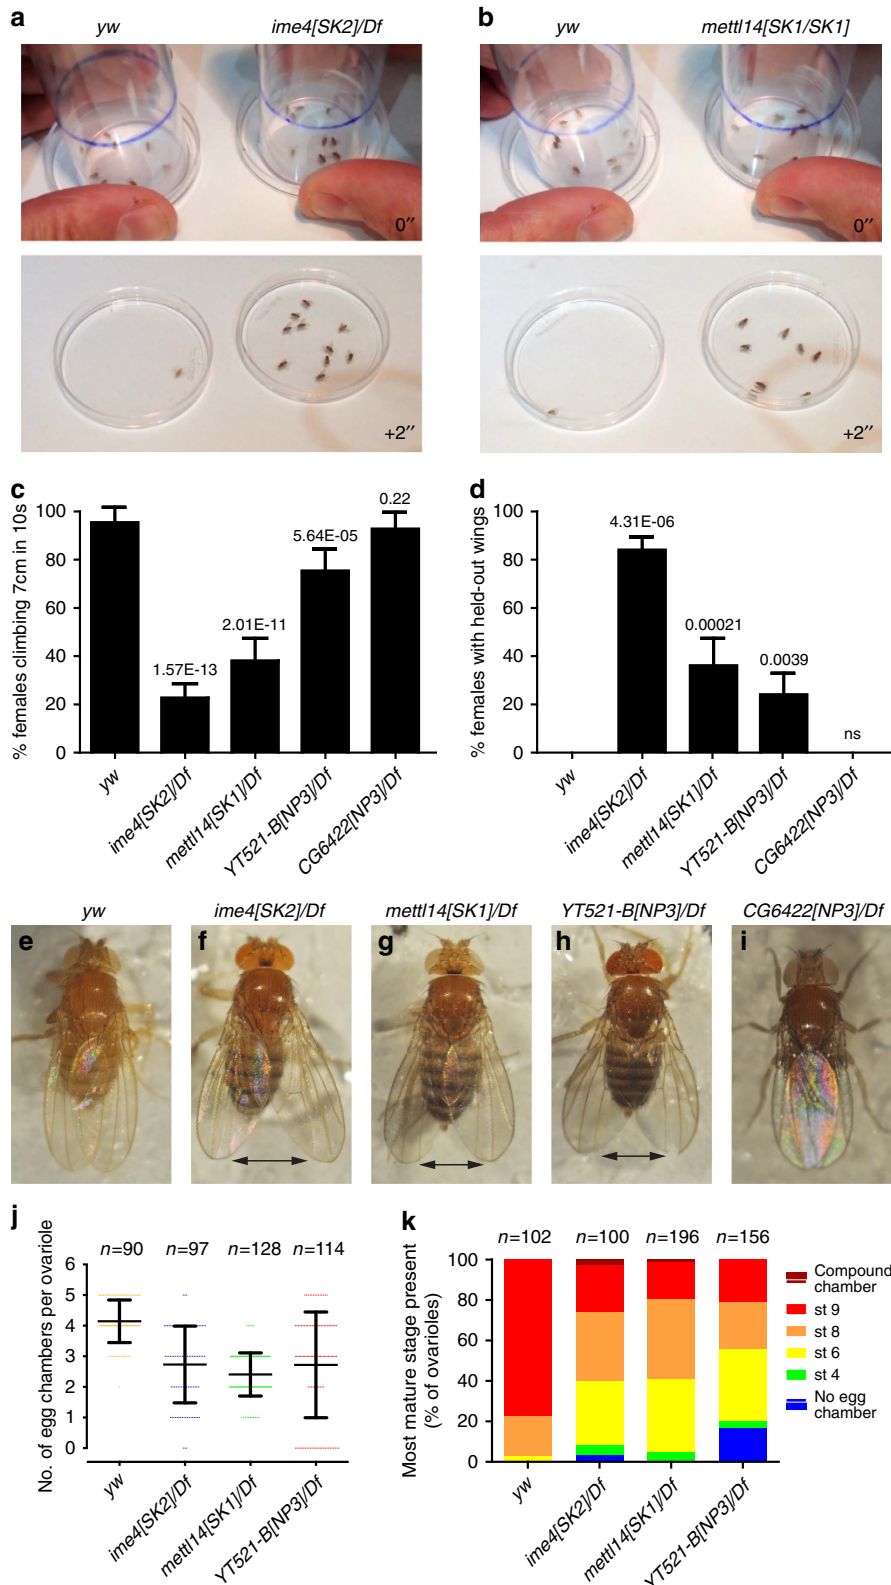 a
yw
ime4[SK2]/Df
0″
+2″
b
yw
mettl14[SK1/SK1]
0″
+2″
c
% females climbing 7cm in 10s
100
80
60
40
20
0
1.57E-13
2.01E-11
5.64E-05
0.22
yw
ime4[SK2]/Df
mettl14[SK1]/Df
YT521-B[NP3]/Df
CG6422[NP3]/Df
d
% females with held-out wings
100
80
60
40
20
0
4.31E-06
0.00021
0.0039
ns
yw
ime4[SK2]/Df
mettl14[SK1]/Df
YT521-B[NP3]/Df
CG6422[NP3]/Df
yw
ime4[SK2]/Df
mettl14[SK1]/Df
YT521-B[NP3]/Df
CG6422[NP3]/Df
e
f
g
h
i
j
No. of egg chambers per ovariole
n=90
n=97
n=128
n=114
6
5
4
3
2
1
0
yw
ime4[SK2]/Df
mettl14[SK1]/Df
YT521-B[NP3]/Df
k
Most mature stage present
(% of ovarioles)
n=102
n=100
n=196
n=156
100
80
60
40
20
0
yw
ime4[SK2]/Df
mettl14[SK1]/Df
YT521-B[NP3]/Df
Compound
chamber
st 9
st 8
st 6
st 4
No egg
chamber